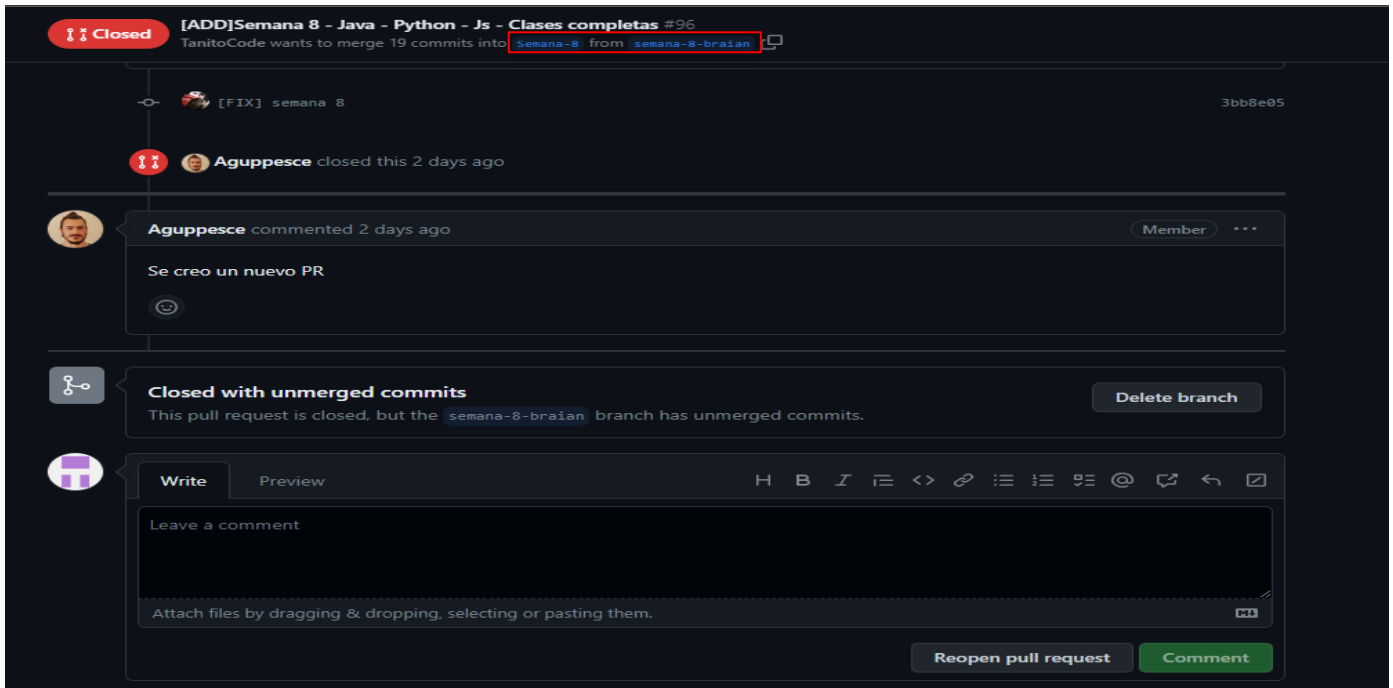 Closed
[ADD]Semana 8 - Java - Python - Js - Clases completas #96
TanitoCode wants to merge 19 commits into Semana-8 from semana-8-braian
[FIX] semana 8 3bb8e05
Aguppesce closed this 2 days ago
Aguppesce commented 2 days ago Member
Se creo un nuevo PR
Closed with unmerged commits
This pull request is closed, but the semana-8-braian branch has unmerged commits.
Delete branch
Write Preview
Leave a comment
Attach files by dragging & dropping, selecting or pasting them.
Reopen pull request Comment